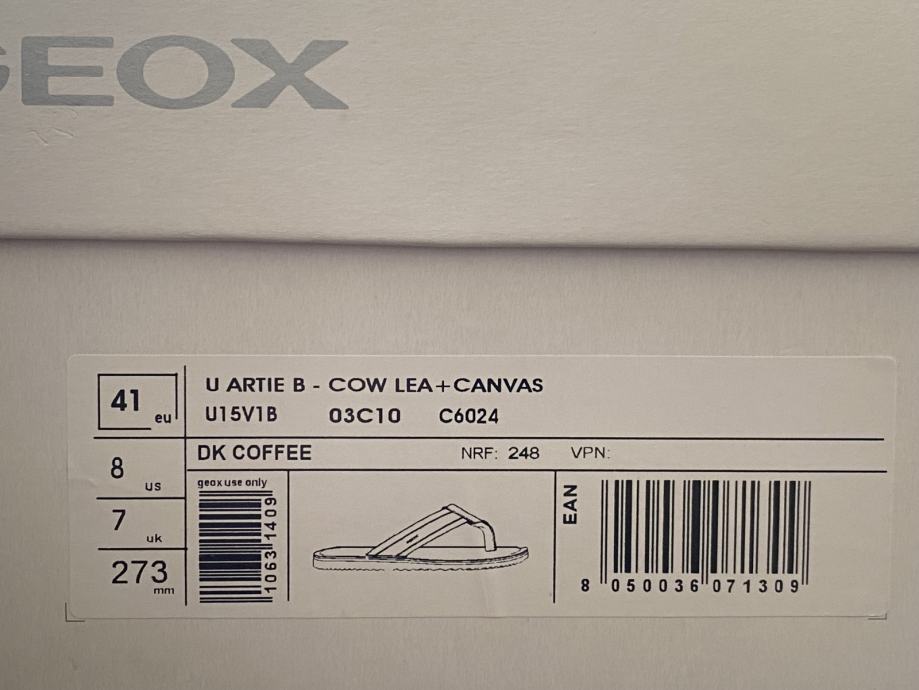 GEOX
41 eu
8 us
7 uk
273 mm
U ARTIE B - COW LEA+CANVAS
U15V1B 03C10 C6024
DK COFFEE NRF: 248 VPN:
geox use only
10631409
EAN
8 050036 071309